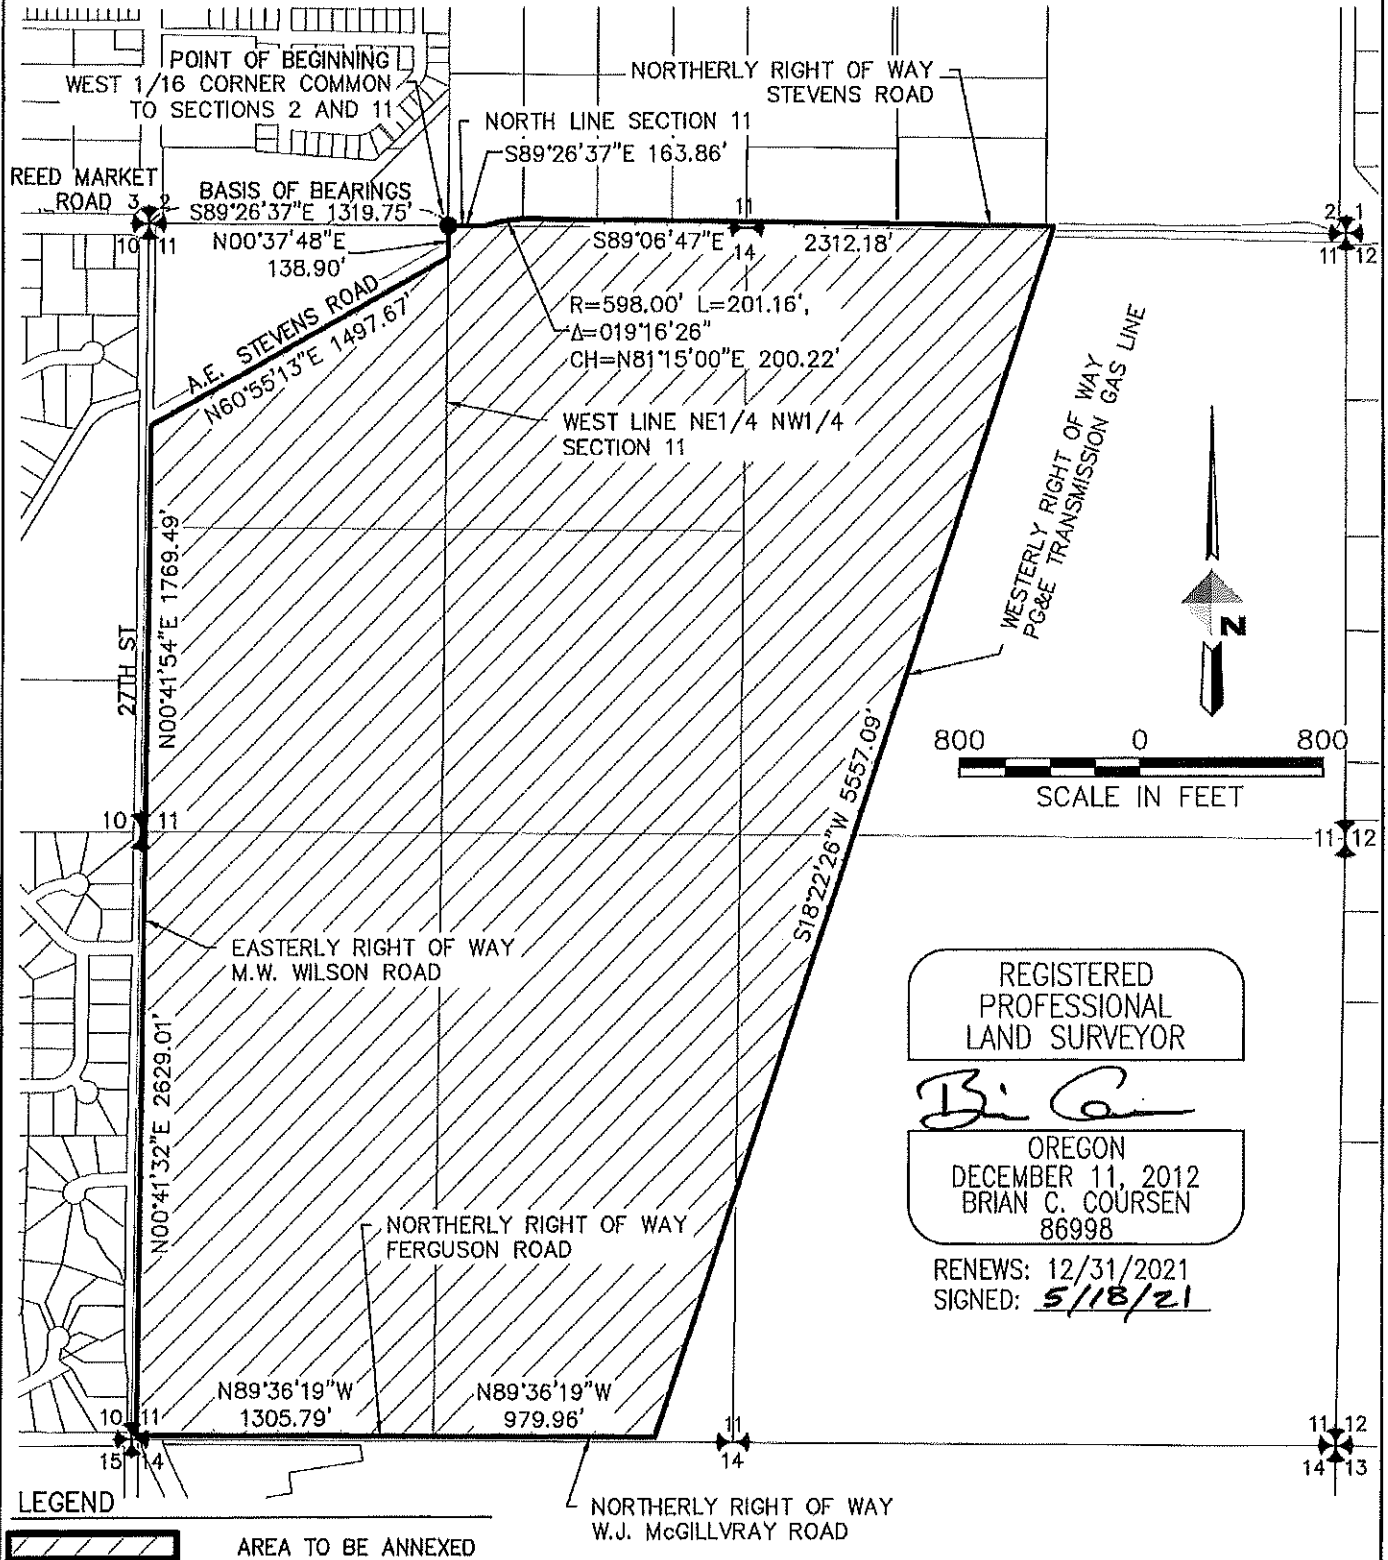 POINT OF BEGINNING
WEST 1/16 CORNER COMMON
TO SECTIONS 2 AND 11
NORTHERLY RIGHT OF WAY
STEVENS ROAD
NORTH LINE SECTION 11
S89°26'37"E 163.86'
REED MARKET
ROAD
3 2
10 11
BASIS OF BEARINGS
S89°26'37"E 1319.75'
N00°37'48"E
138.90'
11
14
S89°06'47"E 2312.18'
2 1
11 12
A.E. STEVENS ROAD
N60°55'13"E 1497.67'
R=598.00' L=201.16',
Δ=019°16'26"
CH=N81°15'00"E 200.22'
WEST LINE NE1/4 NW1/4
SECTION 11
WESTERLY RIGHT OF WAY
PG&E TRANSMISSION GAS LINE
N
27TH ST
N00°41'54"E 1769.49'
S18°22'26"W 5557.09'
800 0 800
SCALE IN FEET
10 11
11 12
EASTERLY RIGHT OF WAY
M.W. WILSON ROAD
N00°41'32"E 2629.01'
REGISTERED
PROFESSIONAL
LAND SURVEYOR
OREGON
DECEMBER 11, 2012
BRIAN C. COURSEN
86998
RENEWS: 12/31/2021
SIGNED: 5/18/21
NORTHERLY RIGHT OF WAY
FERGUSON ROAD
N89°36'19"W
1305.79'
N89°36'19"W
979.96'
10 11
15 14
11
14
11 12
14 13
NORTHERLY RIGHT OF WAY
W.J. McGILLVRAY ROAD
LEGEND
AREA TO BE ANNEXED